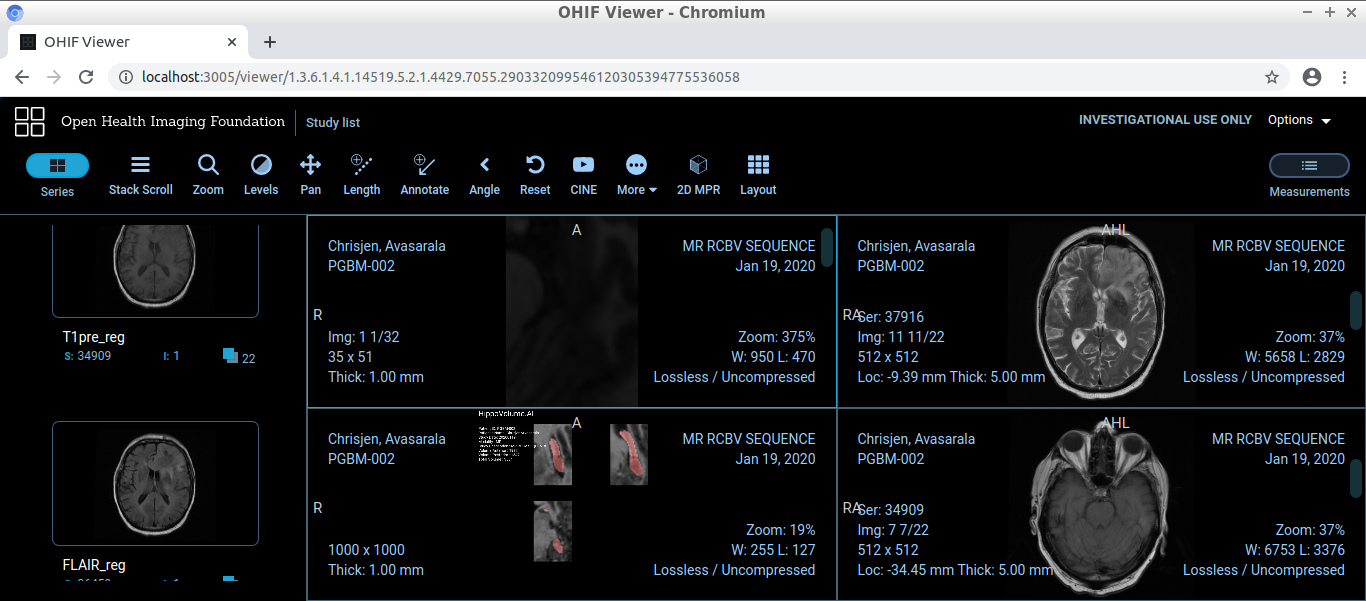 OHIF Viewer - Chromium
OHIF Viewer
localhost:3005/viewer/1.3.6.1.4.1.14519.5.2.1.4429.7055.290332099546120305394775536058
Open Health Imaging Foundation
Study list
INVESTIGATIONAL USE ONLY
Options
Series
Stack Scroll
Zoom
Levels
Pan
Length
Annotate
Angle
Reset
CINE
More
2D MPR
Layout
Measurements
T1pre_reg
S: 34909
I: 1
22
FLAIR_reg
Chrisjen, Avasarala
PGBM-002
A
MR RCBV SEQUENCE
Jan 19, 2020
R
Img: 1 1/32
35 x 51
Thick: 1.00 mm
Zoom: 375%
W: 950 L: 470
Lossless / Uncompressed
Chrisjen, Avasarala
PGBM-002
AHL
MR RCBV SEQUENCE
Jan 19, 2020
RA
Ser: 37916
Img: 11 11/22
512 x 512
Loc: -9.39 mm Thick: 5.00 mm
Zoom: 37%
W: 5658 L: 2829
Lossless / Uncompressed
HippoVolume.AI
Chrisjen, Avasarala
PGBM-002
A
MR RCBV SEQUENCE
Jan 19, 2020
R
1000 x 1000
Thick: 1.00 mm
Zoom: 19%
W: 255 L: 127
Lossless / Uncompressed
Chrisjen, Avasarala
PGBM-002
AHL
MR RCBV SEQUENCE
Jan 19, 2020
RA
Ser: 34909
Img: 7 7/22
512 x 512
Loc: -34.45 mm Thick: 5.00 mm
Zoom: 37%
W: 6753 L: 3376
Lossless / Uncompressed